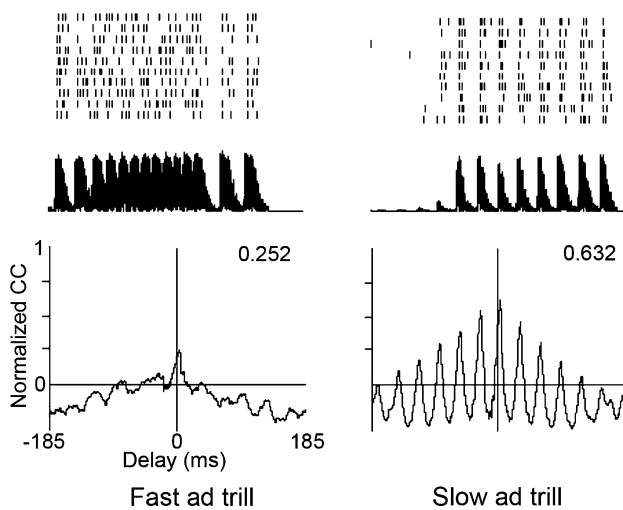 1
0.252
0.632
Normalized CC
0
-185
0
185
Delay (ms)
Fast ad trill
Slow ad trill